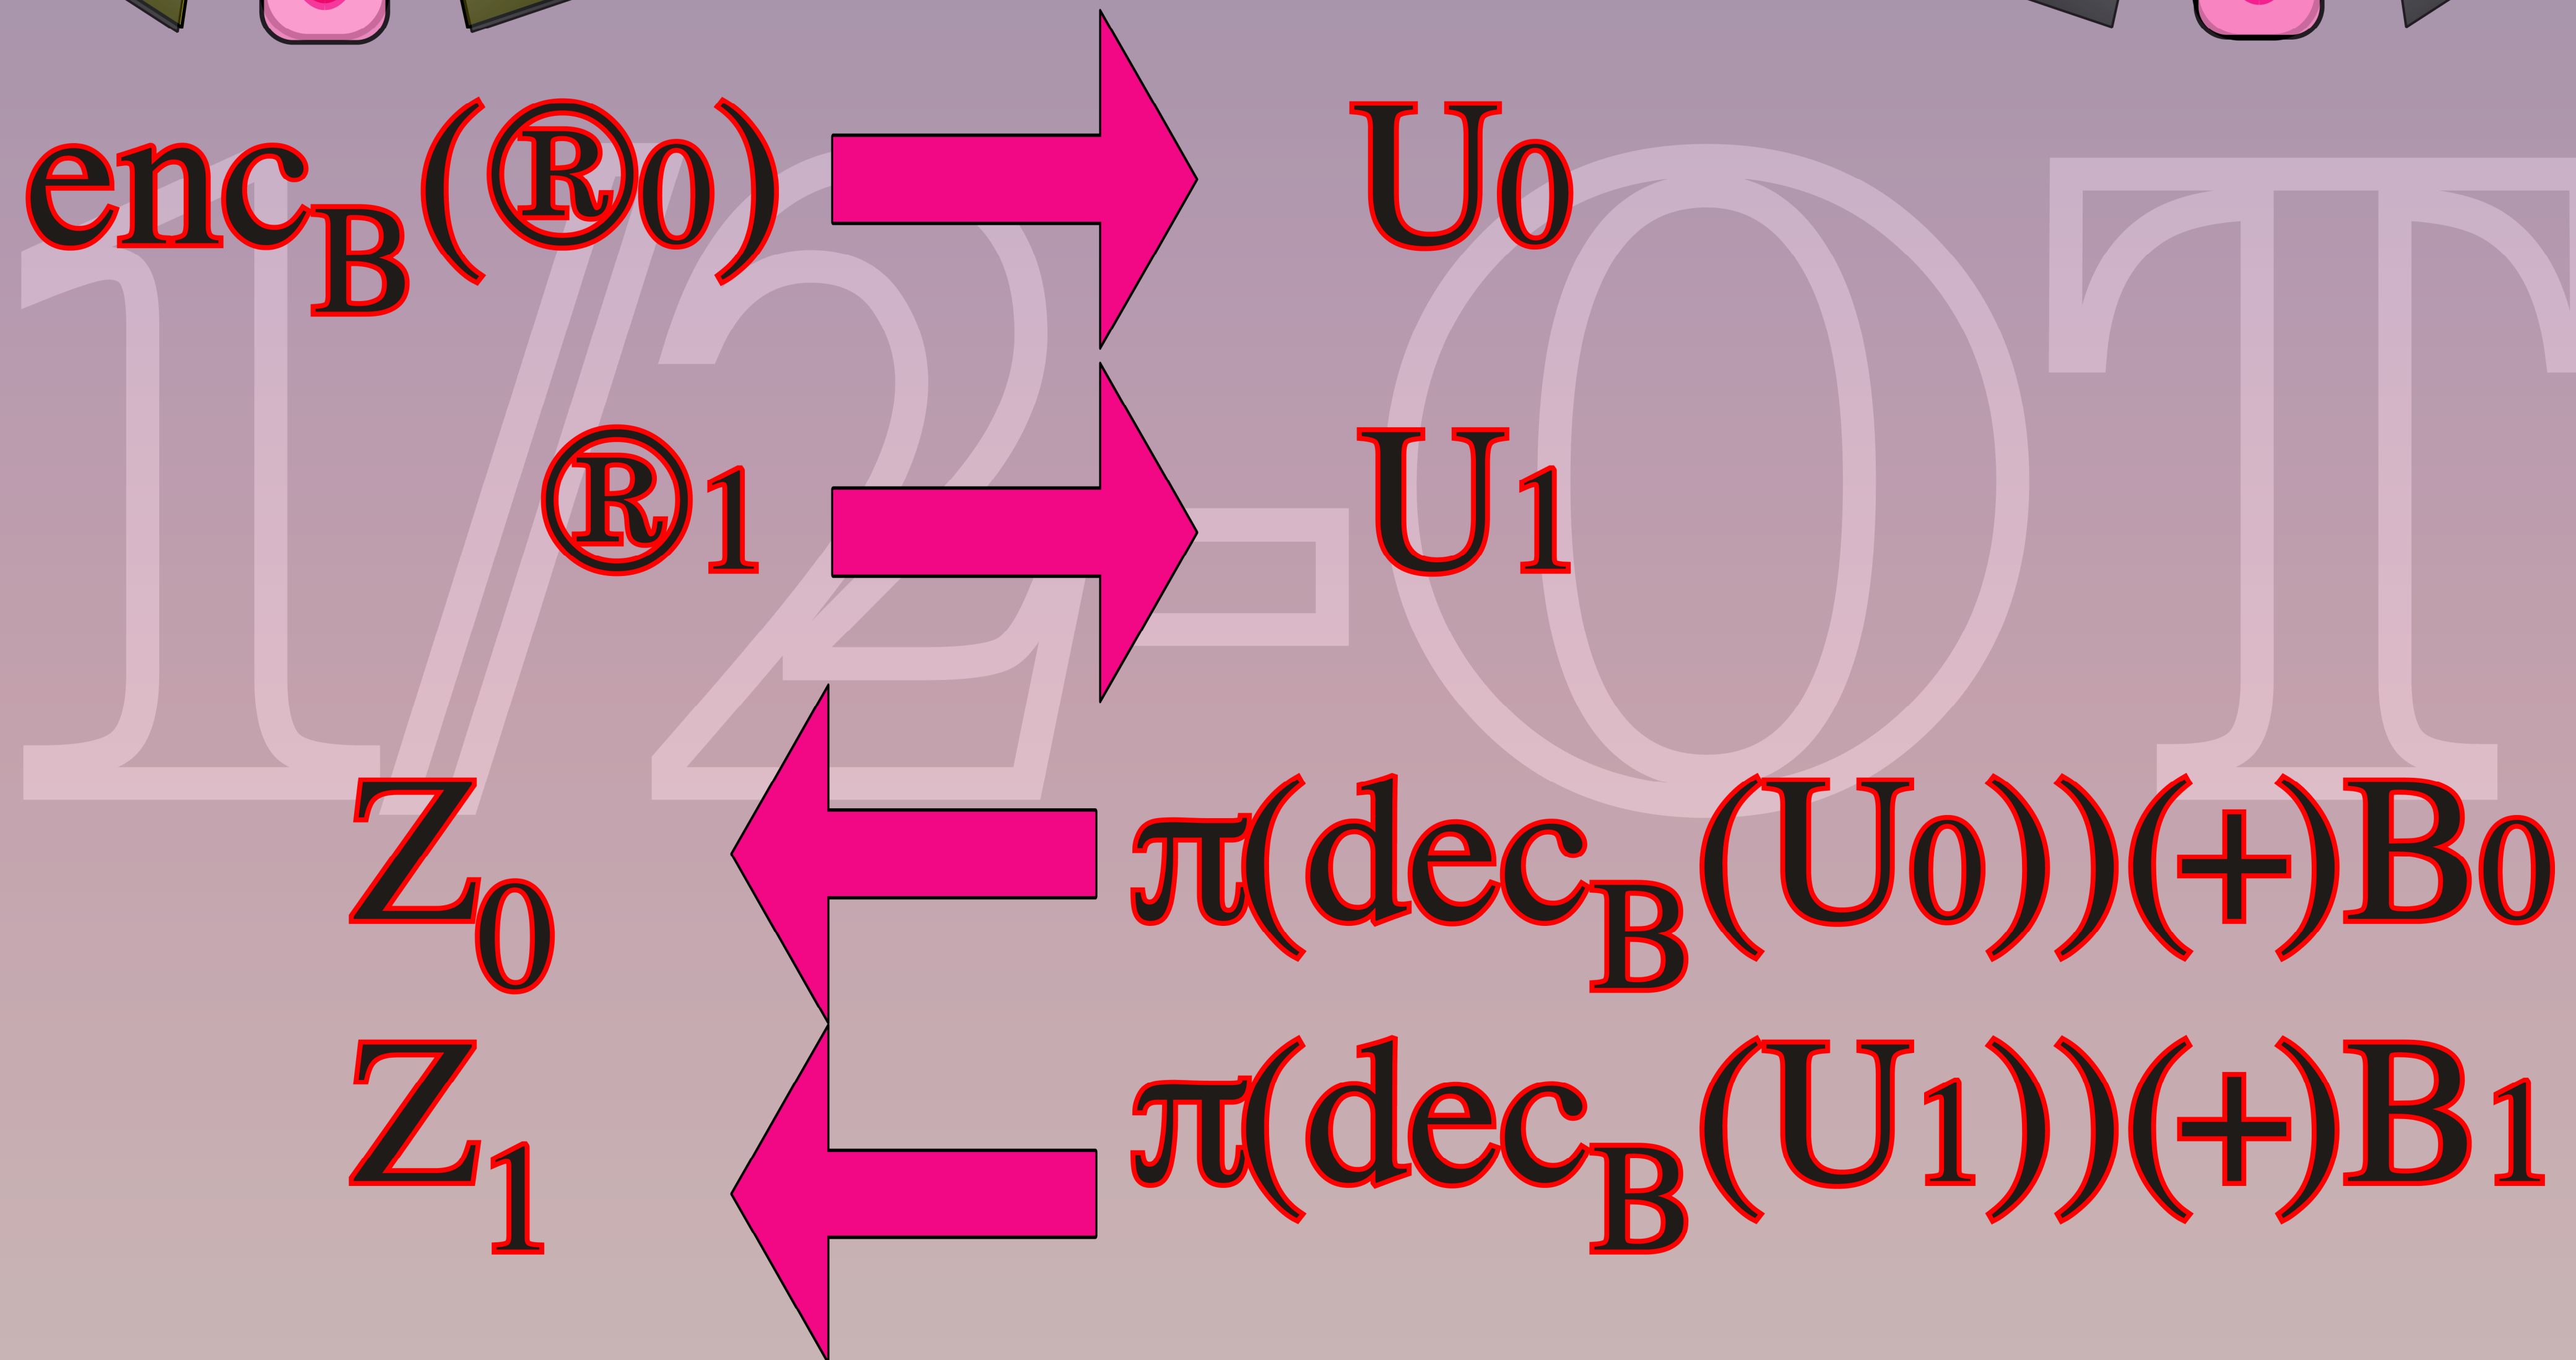 1/2-OT
enc_B(®0) U0
®1 U1
Z_0 π(dec_B(U0))(+)B0
Z_1 π(dec_B(U1))(+)B1